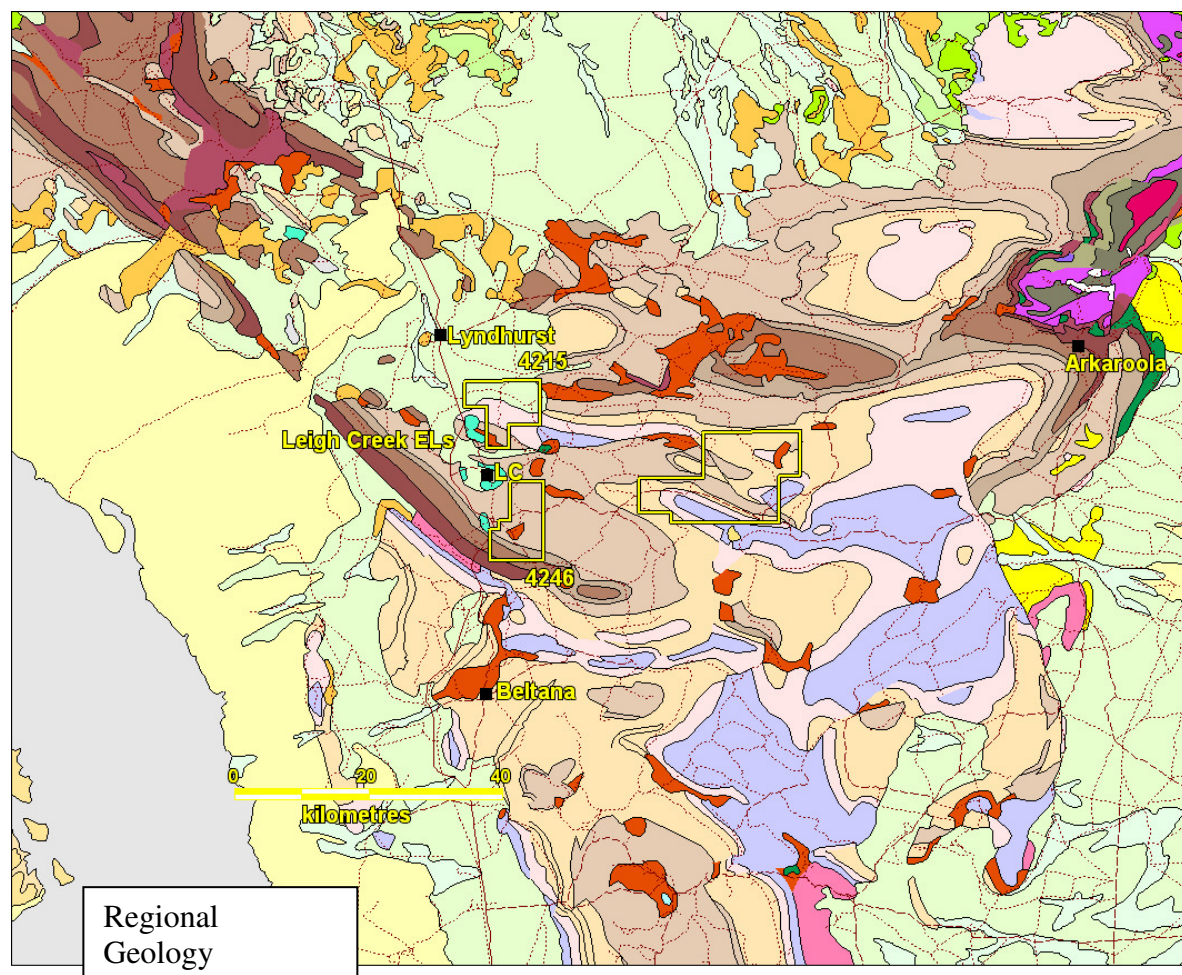 Lyndhurst
4215
Arkaroola
Leigh Creek ELs
LC
4246
Beltana
0 20 40
kilometres
Regional
Geology